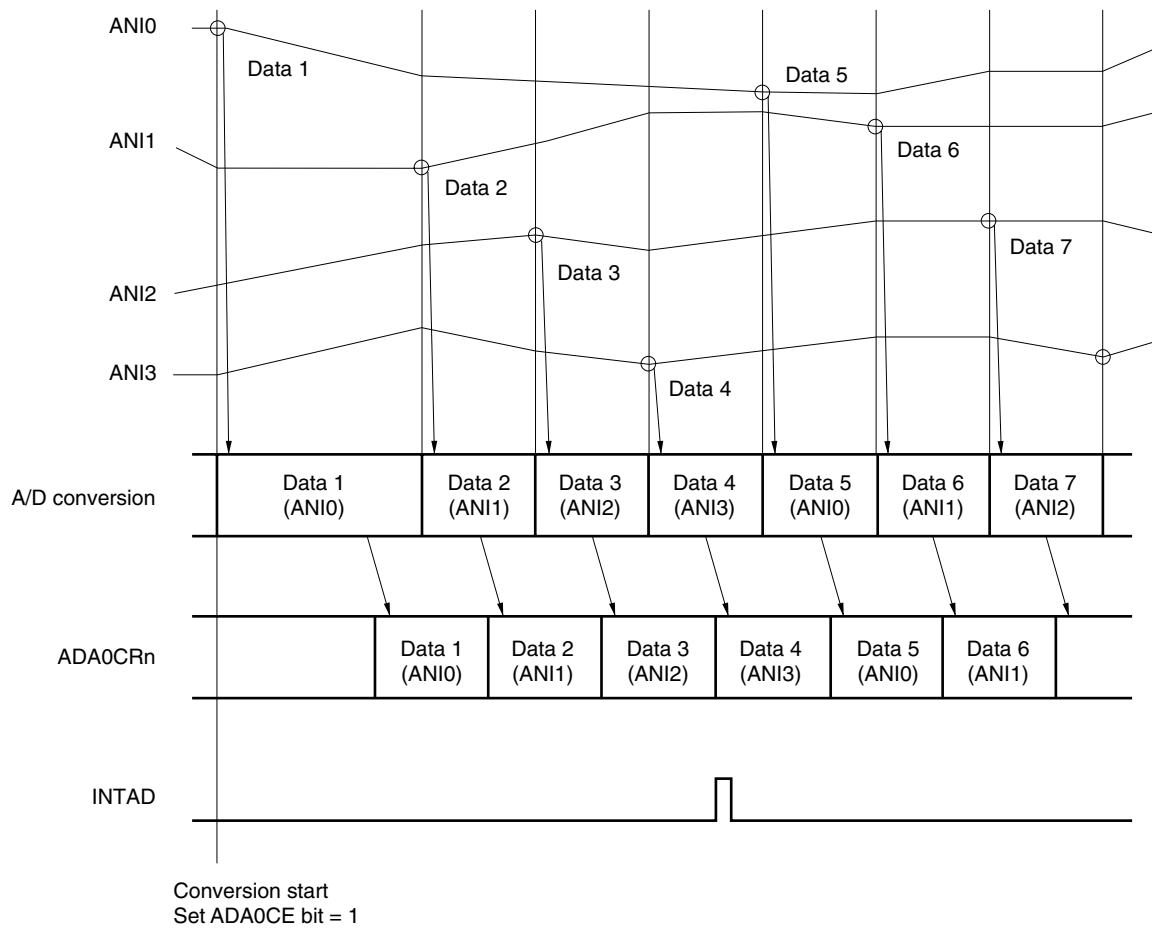 ANI0
Data 1
Data 5
ANI1
Data 6
Data 2
Data 7
Data 3
ANI2
ANI3
Data 4
A/D conversion
Data 1
(ANI0)
Data 2
(ANI1)
Data 3
(ANI2)
Data 4
(ANI3)
Data 5
(ANI0)
Data 6
(ANI1)
Data 7
(ANI2)
ADA0CRn
Data 1
(ANI0)
Data 2
(ANI1)
Data 3
(ANI2)
Data 4
(ANI3)
Data 5
(ANI0)
Data 6
(ANI1)
INTAD
Conversion start
Set ADA0CE bit = 1